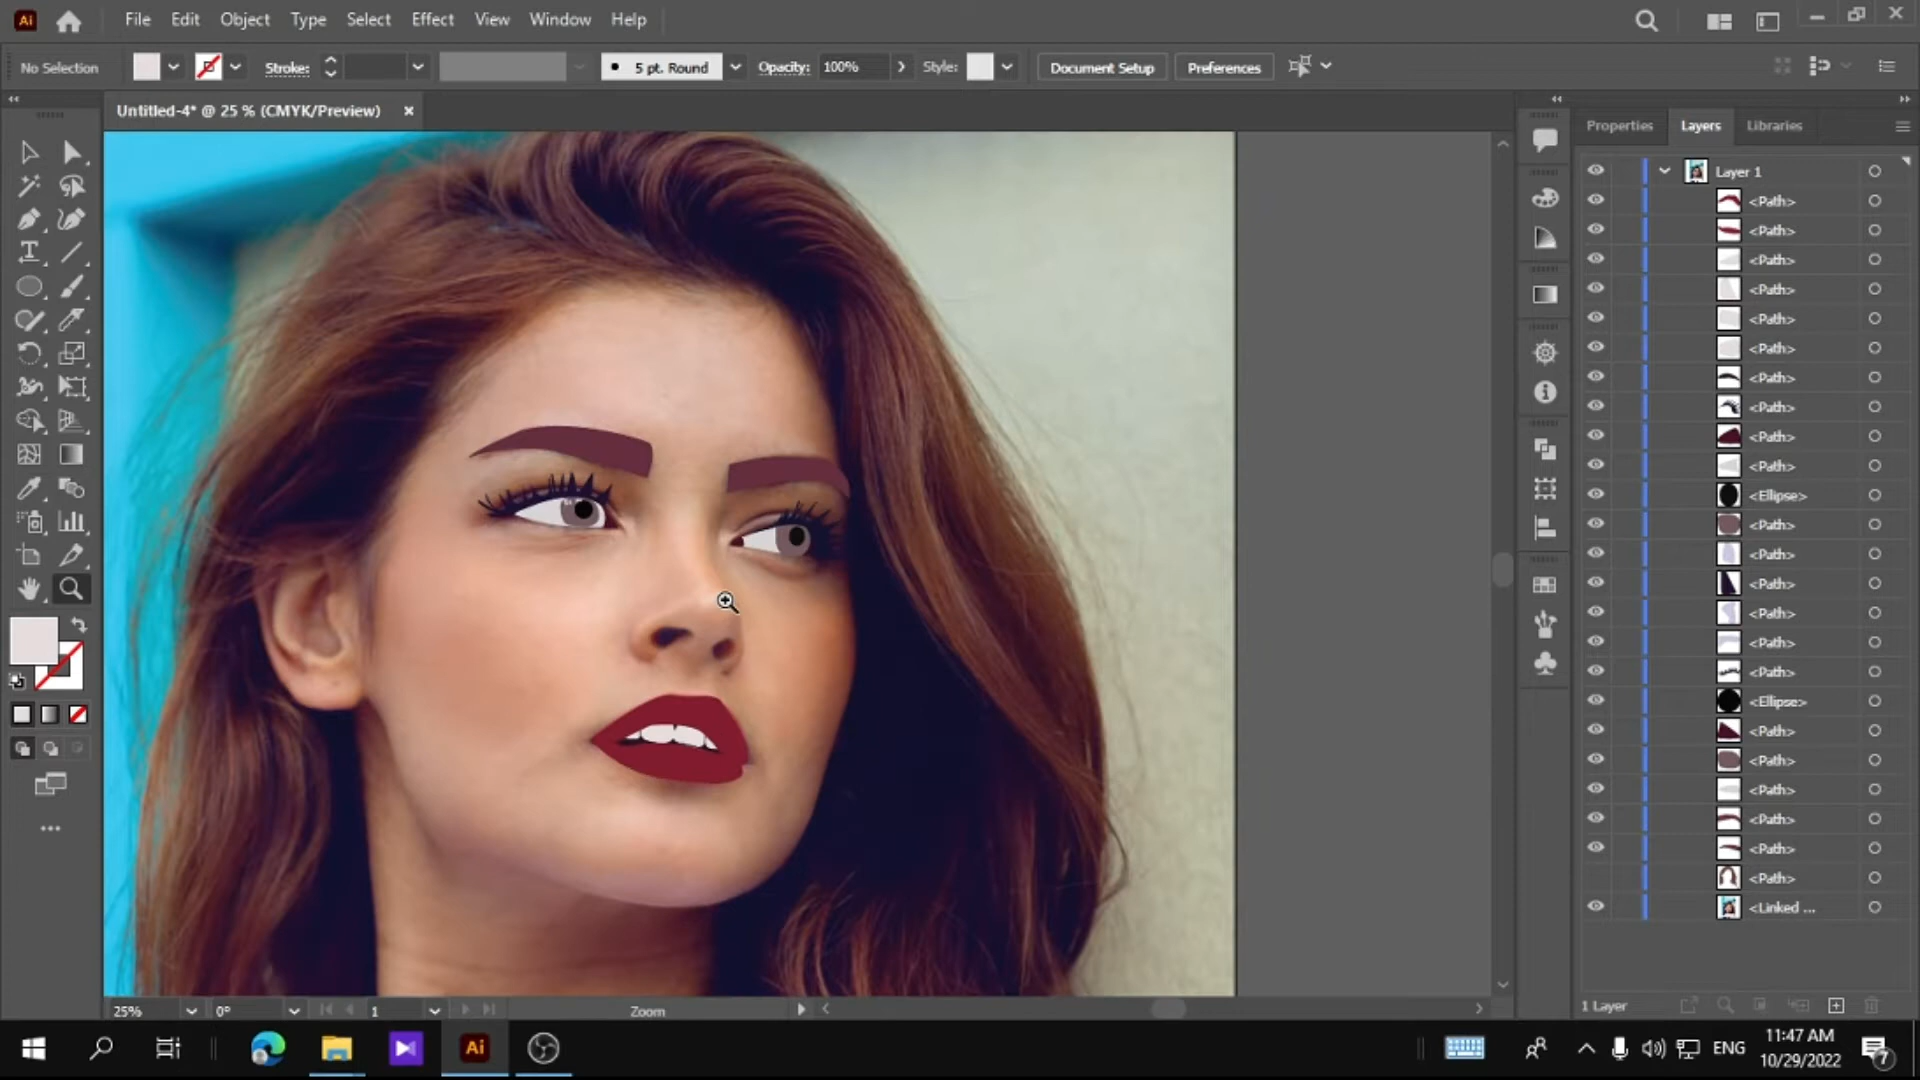 Ai File Edit Object Type Select Effect View Window Help
No Selection Stroke: 5 pt. Round Opacity: 100% Style: Document Setup Preferences
Untitled-4* @ 25 % (CMYK/Preview) ×
Properties Layers Libraries
Layer 1
<Path>
<Path>
<Path>
<Path>
<Path>
<Path>
<Path>
<Path>
<Path>
<Path>
<Ellipse>
<Path>
<Path>
<Path>
<Path>
<Path>
<Path>
<Ellipse>
<Path>
<Path>
<Path>
<Path>
<Path>
<Path>
<Linked ...
1 Layer
25% 0° 1 Zoom
Ai ENG 11:47 AM
10/29/2022 7